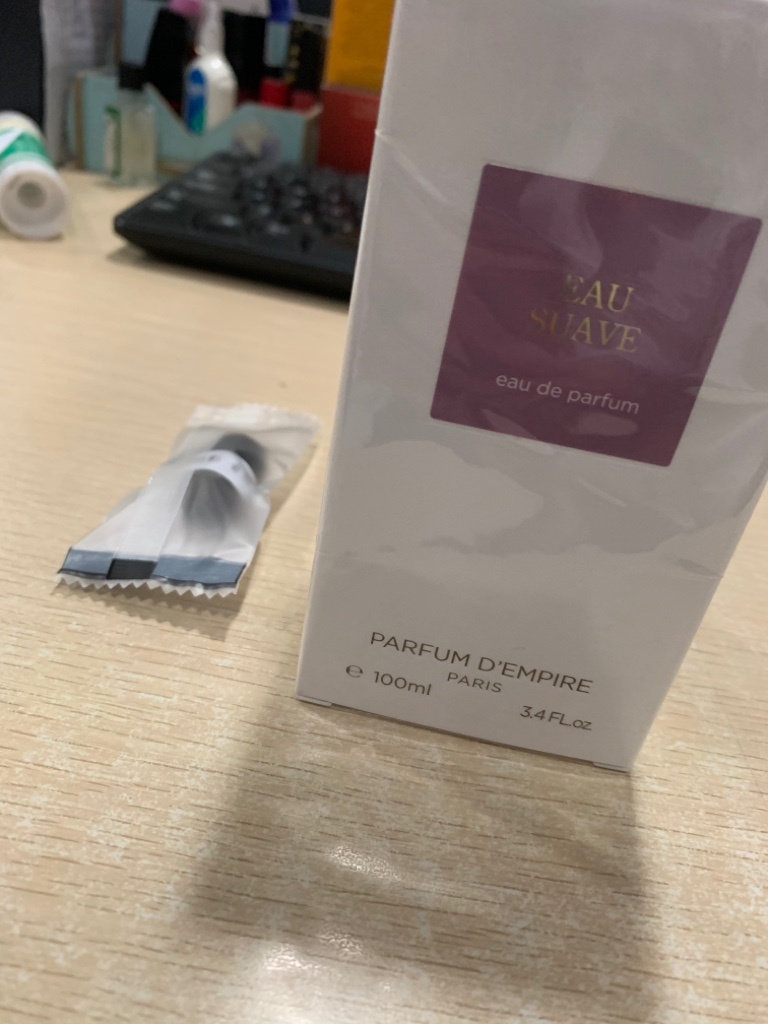 EAU
SUAVE
eau de parfum
PARFUM D'EMPIRE
PARIS
℮ 100ml
3.4 FL.oz